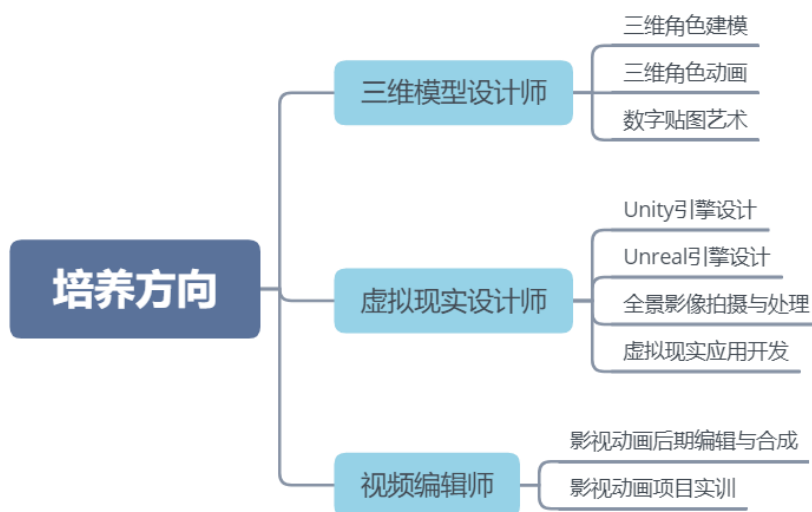 培养方向
三维模型设计师
三维角色建模
三维角色动画
数字贴图艺术
虚拟现实设计师
Unity引擎设计
Unreal引擎设计
全景影像拍摄与处理
虚拟现实应用开发
视频编辑师
影视动画后期编辑与合成
影视动画项目实训